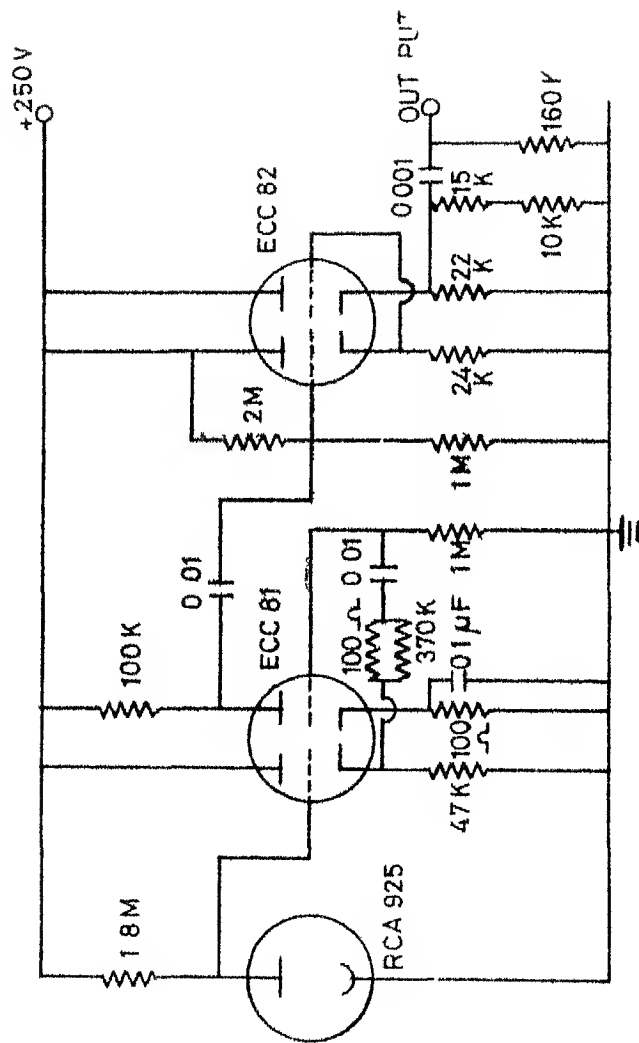 +250V
1 8M
RCA 925
100K
ECC 81
0 01
47K
100 Ω
01 µF
100 Ω
370K
0 01
1M
2M
1M
ECC 82
24 K
22 K
0 001
15 K
10K
OUT PUT